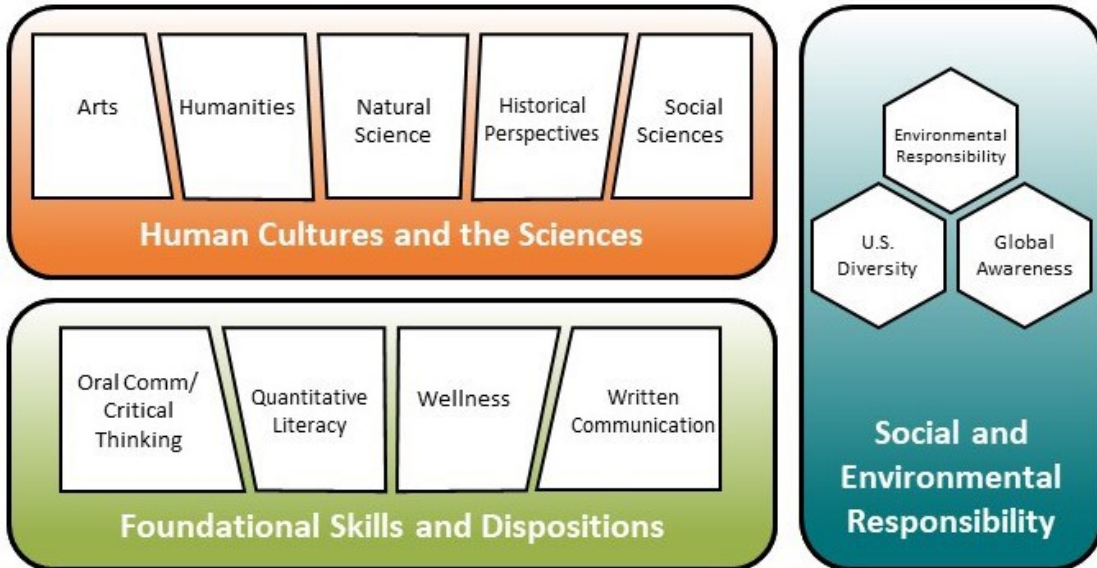 Arts
Humanities
Natural
Science
Historical
Perspectives
Social
Sciences
Human Cultures and the Sciences
Oral Comm/
Critical
Thinking
Quantitative
Literacy
Wellness
Written
Communication
Foundational Skills and Dispositions
Environmental
Responsibility
U.S.
Diversity
Global
Awareness
Social and
Environmental
Responsibility